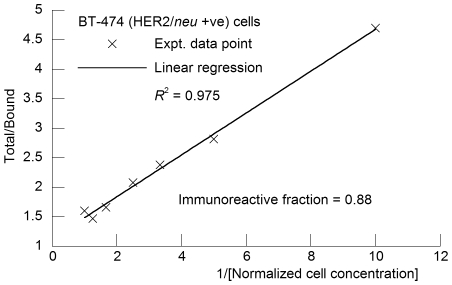 BT-474 (HER2/neu +ve) cells
Expt. data point
Linear regression
R² = 0.975
Immunoreactive fraction = 0.88
Total/Bound
5
4.5
4
3.5
3
2.5
2
1.5
1
0
2
4
6
8
10
12
1/[Normalized cell concentration]